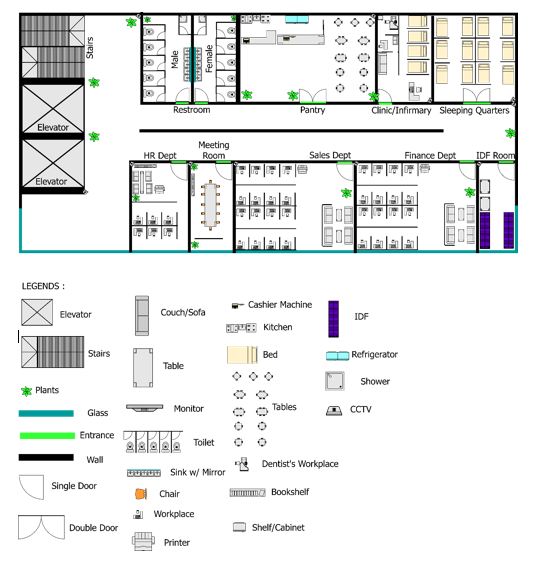 Stairs
Male
Female
Restroom
Pantry
Clinic/Infirmary
Sleeping Quarters
Elevator
Elevator
HR Dept
Meeting
Room
Sales Dept
Finance Dept
IDF Room
LEGENDS :
Elevator
Stairs
Plants
Glass
Entrance
Wall
Single Door
Double Door
Couch/Sofa
Table
Monitor
Toilet
Sink w/ Mirror
Chair
Workplace
Printer
Cashier Machine
Kitchen
Bed
Tables
Dentist's Workplace
Bookshelf
Shelf/Cabinet
IDF
Refrigerator
Shower
CCTV